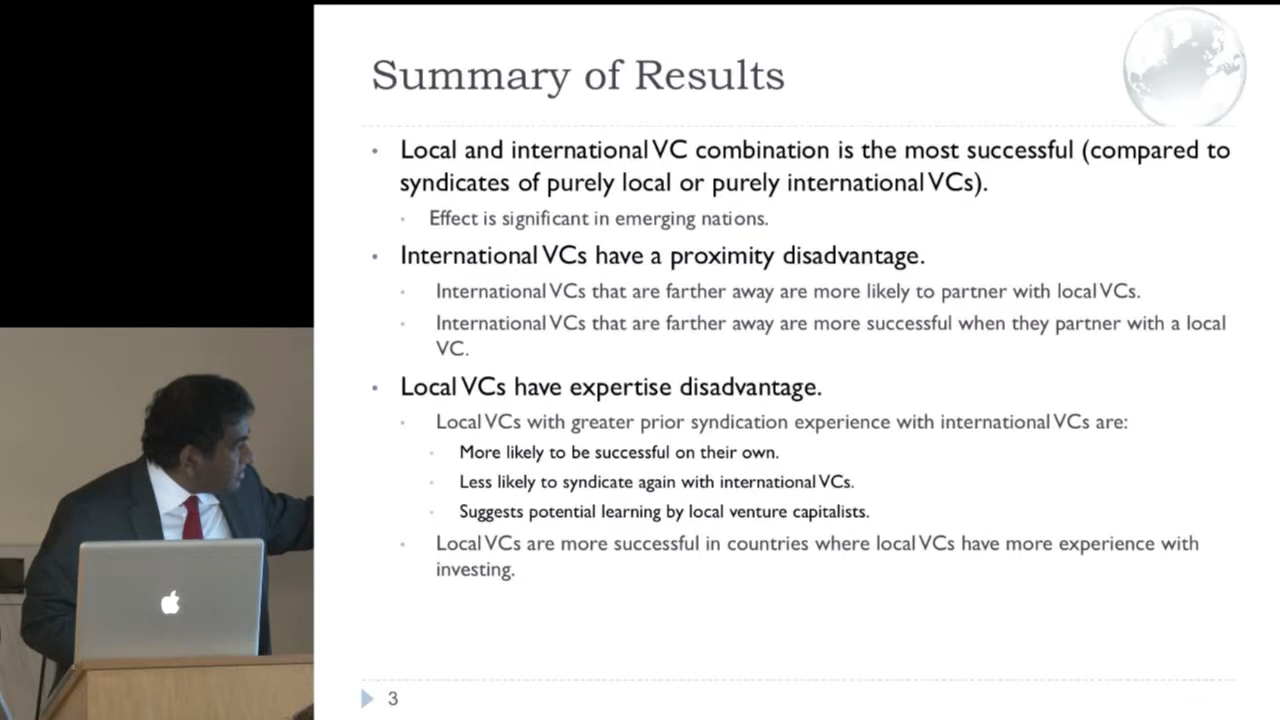 Summary of Results
Local and international VC combination is the most successful (compared to
syndicates of purely local or purely international VCs).
Effect is significant in emerging nations.
International VCs have a proximity disadvantage.
International VCs that are farther away are more likely to partner with local VCs.
International VCs that are farther away are more successful when they partner with a local
VC.
Local VCs have expertise disadvantage.
Local VCs with greater prior syndication experience with international VCs are:
More likely to be successful on their own.
Less likely to syndicate again with international VCs.
Suggests potential learning by local venture capitalists.
Local VCs are more successful in countries where local VCs have more experience with
investing.
3